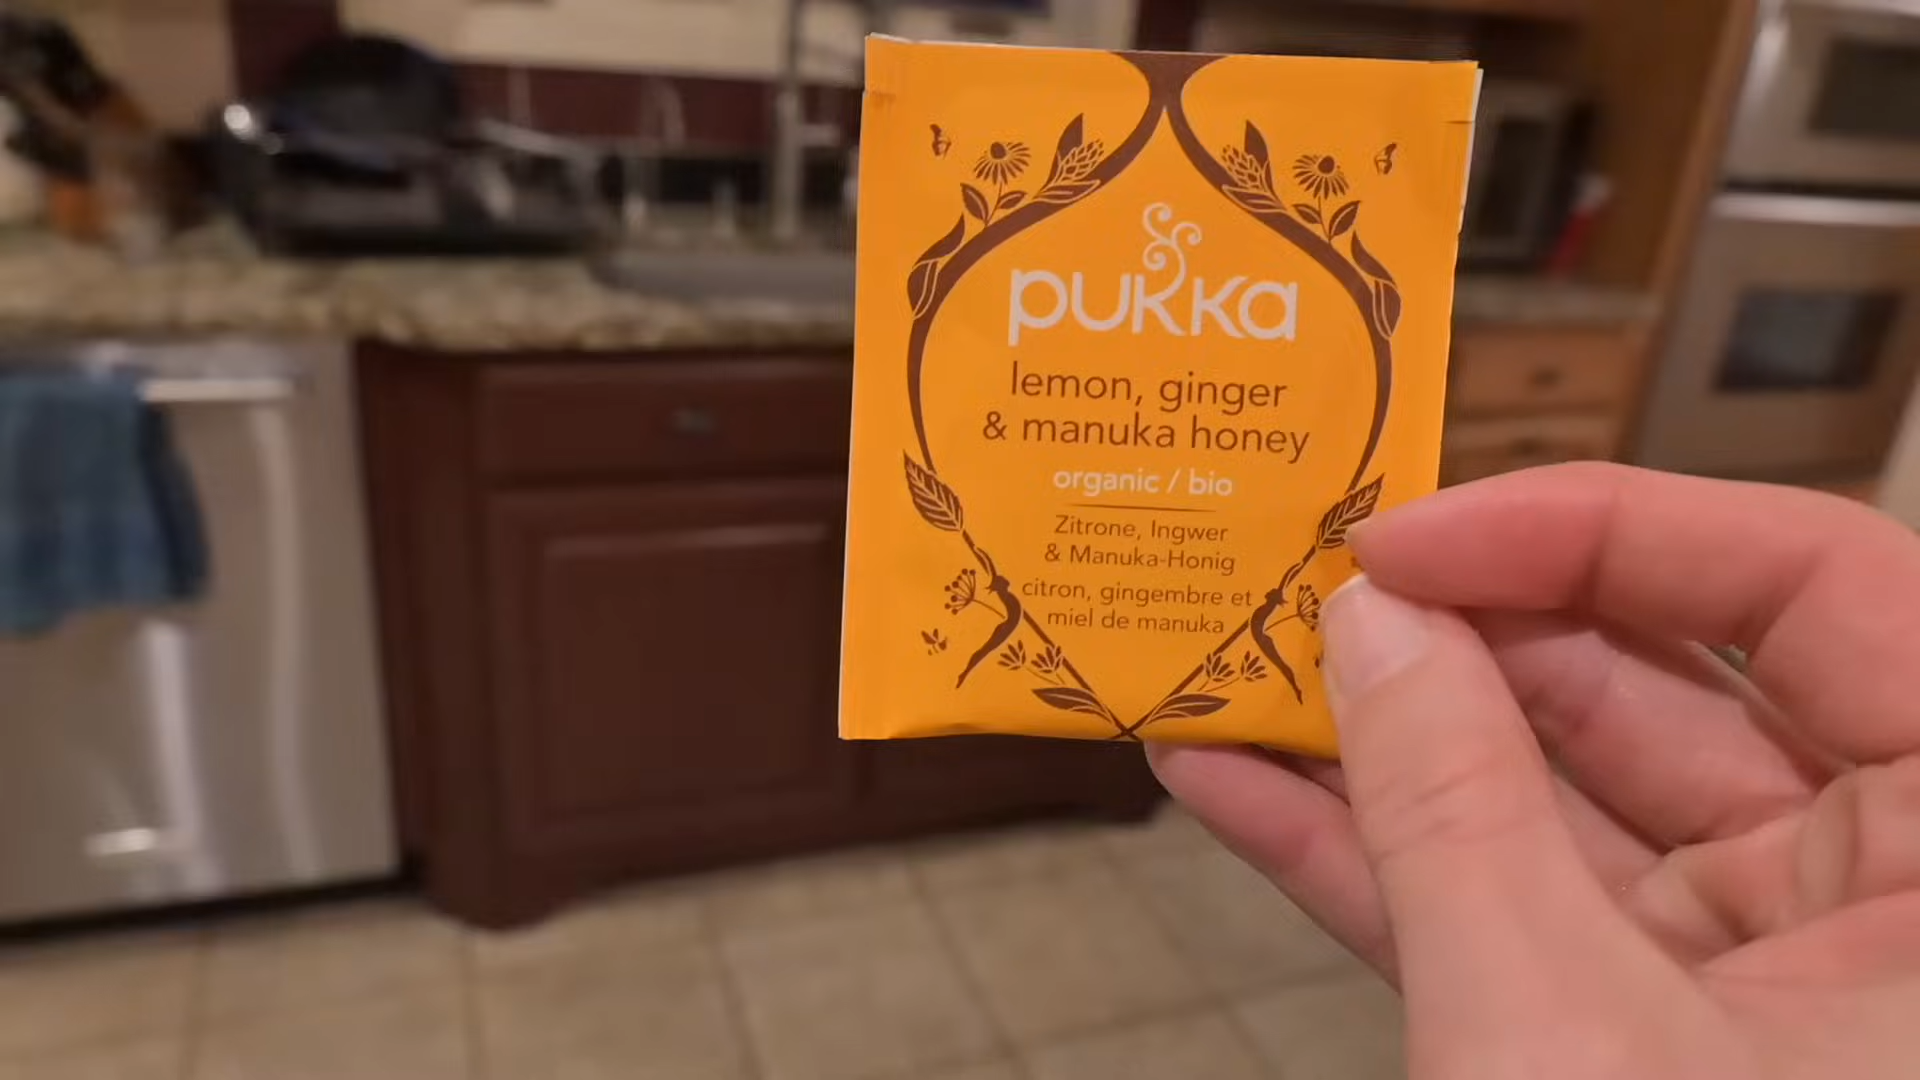 pukka
lemon, ginger
& manuka honey
organic / bio
Zitrone, Ingwer
& Manuka-Honig
citron, gingembre et
miel de manuka